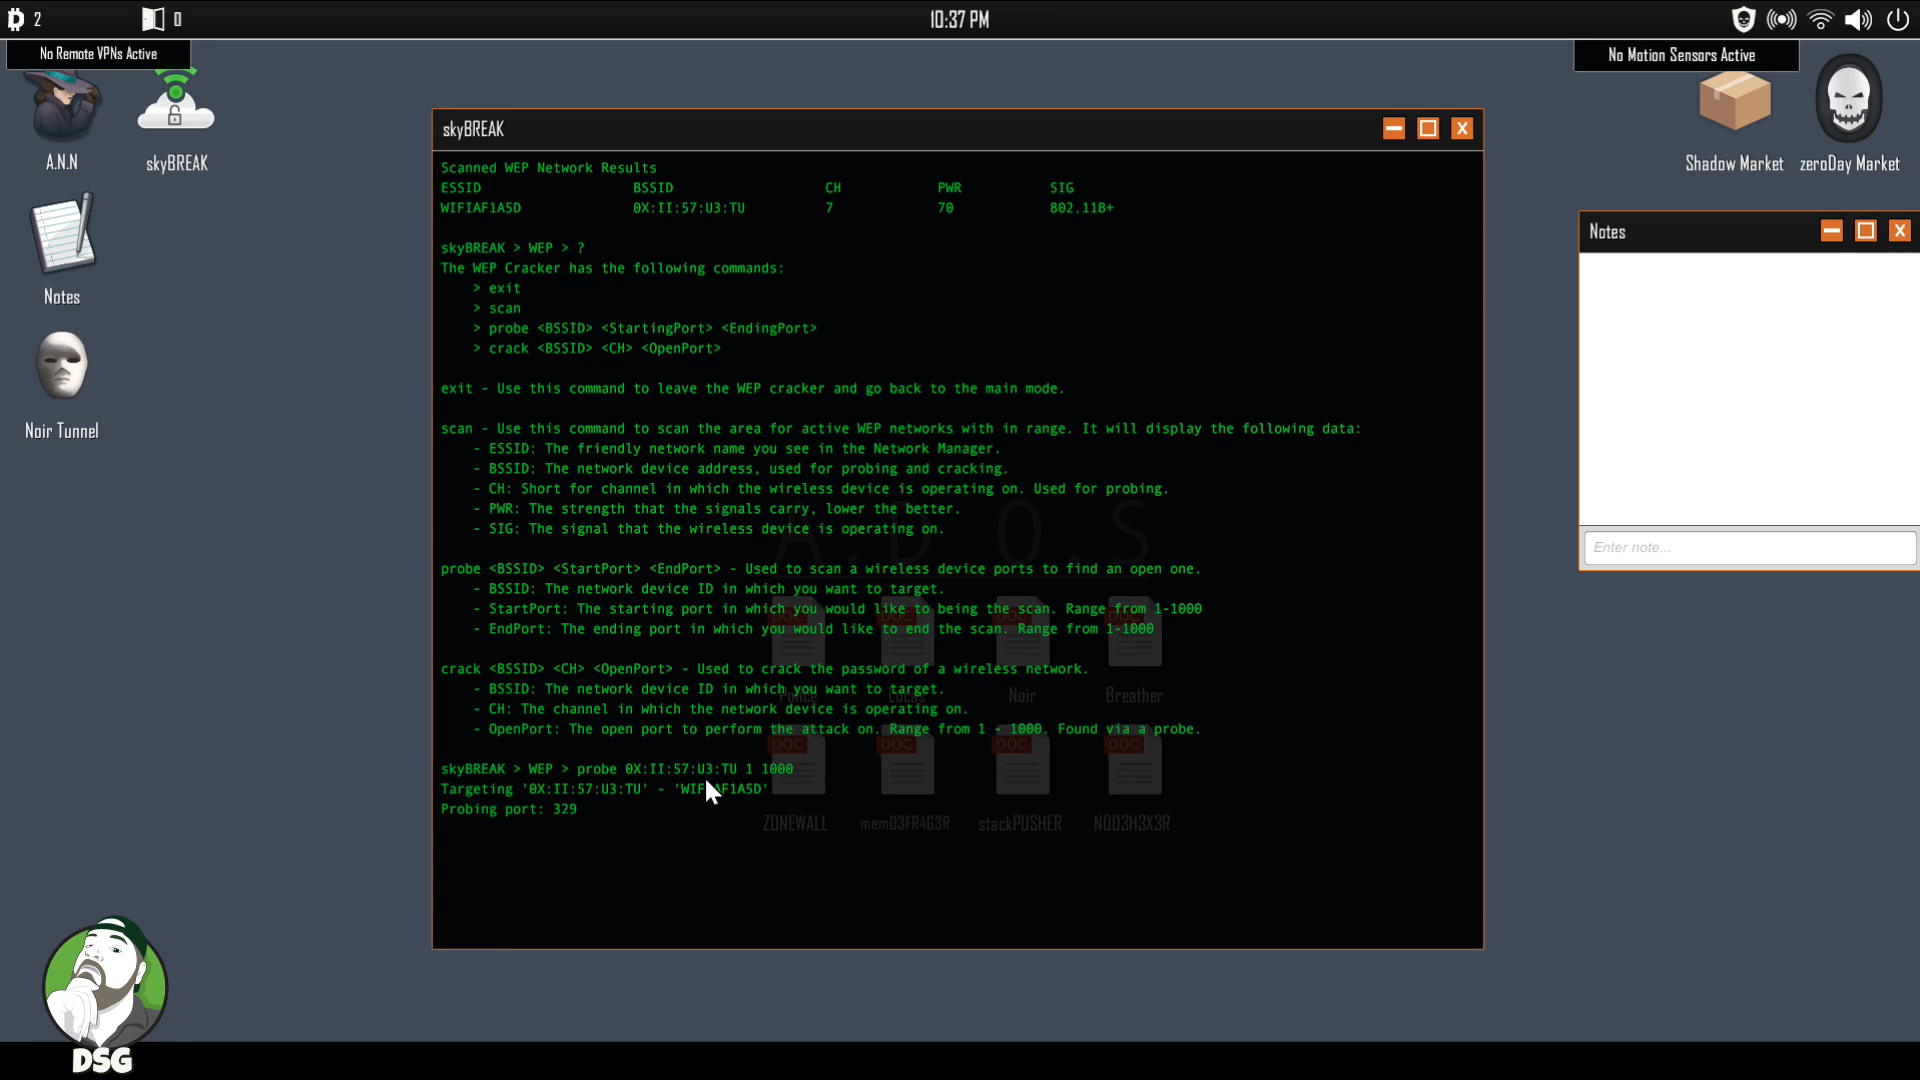 2
0
10:37 PM
No Remote VPNs Active
No Motion Sensors Active
A.N.N
skyBREAK
Shadow Market
zeroDay Market
Notes
Noir Tunnel
skyBREAK
Scanned WEP Network Results
ESSID BSSID CH PWR SIG
WIFIAF1A5D 0X:II:57:U3:TU 7 70 802.11B+
skyBREAK > WEP > ?
The WEP Cracker has the following commands:
> exit
> scan
> probe <BSSID> <StartingPort> <EndingPort>
> crack <BSSID> <CH> <OpenPort>
exit - Use this command to leave the WEP cracker and go back to the main mode.
scan - Use this command to scan the area for active WEP networks with in range. It will display the following data:
- ESSID: The friendly network name you see in the Network Manager.
- BSSID: The network device address, used for probing and cracking.
- CH: Short for channel in which the wireless device is operating on. Used for probing.
- PWR: The strength that the signals carry, lower the better.
- SIG: The signal that the wireless device is operating on.
probe <BSSID> <StartPort> <EndPort> - Used to scan a wireless device ports to find an open one.
- BSSID: The network device ID in which you want to target.
- StartPort: The starting port in which you would like to being the scan. Range from 1-1000
- EndPort: The ending port in which you would like to end the scan. Range from 1-1000
crack <BSSID> <CH> <OpenPort> - Used to crack the password of a wireless network.
- BSSID: The network device ID in which you want to target.
- CH: The channel in which the network device is operating on.
- OpenPort: The open port to perform the attack on. Range from 1 - 1000. Found via a probe.
skyBREAK > WEP > probe 0X:II:57:U3:TU 1 1000
Targeting '0X:II:57:U3:TU' - 'WIFIAF1A5D'
Probing port: 329
A.D.O.S
DOC DOC DOC DOC
Police Lucas Noir Breather
DOC DOC DOC DOC
ZONEWALL memD3FR4G3R stackPUSHER NODD3H3X3R
Notes
Enter note...
DSG